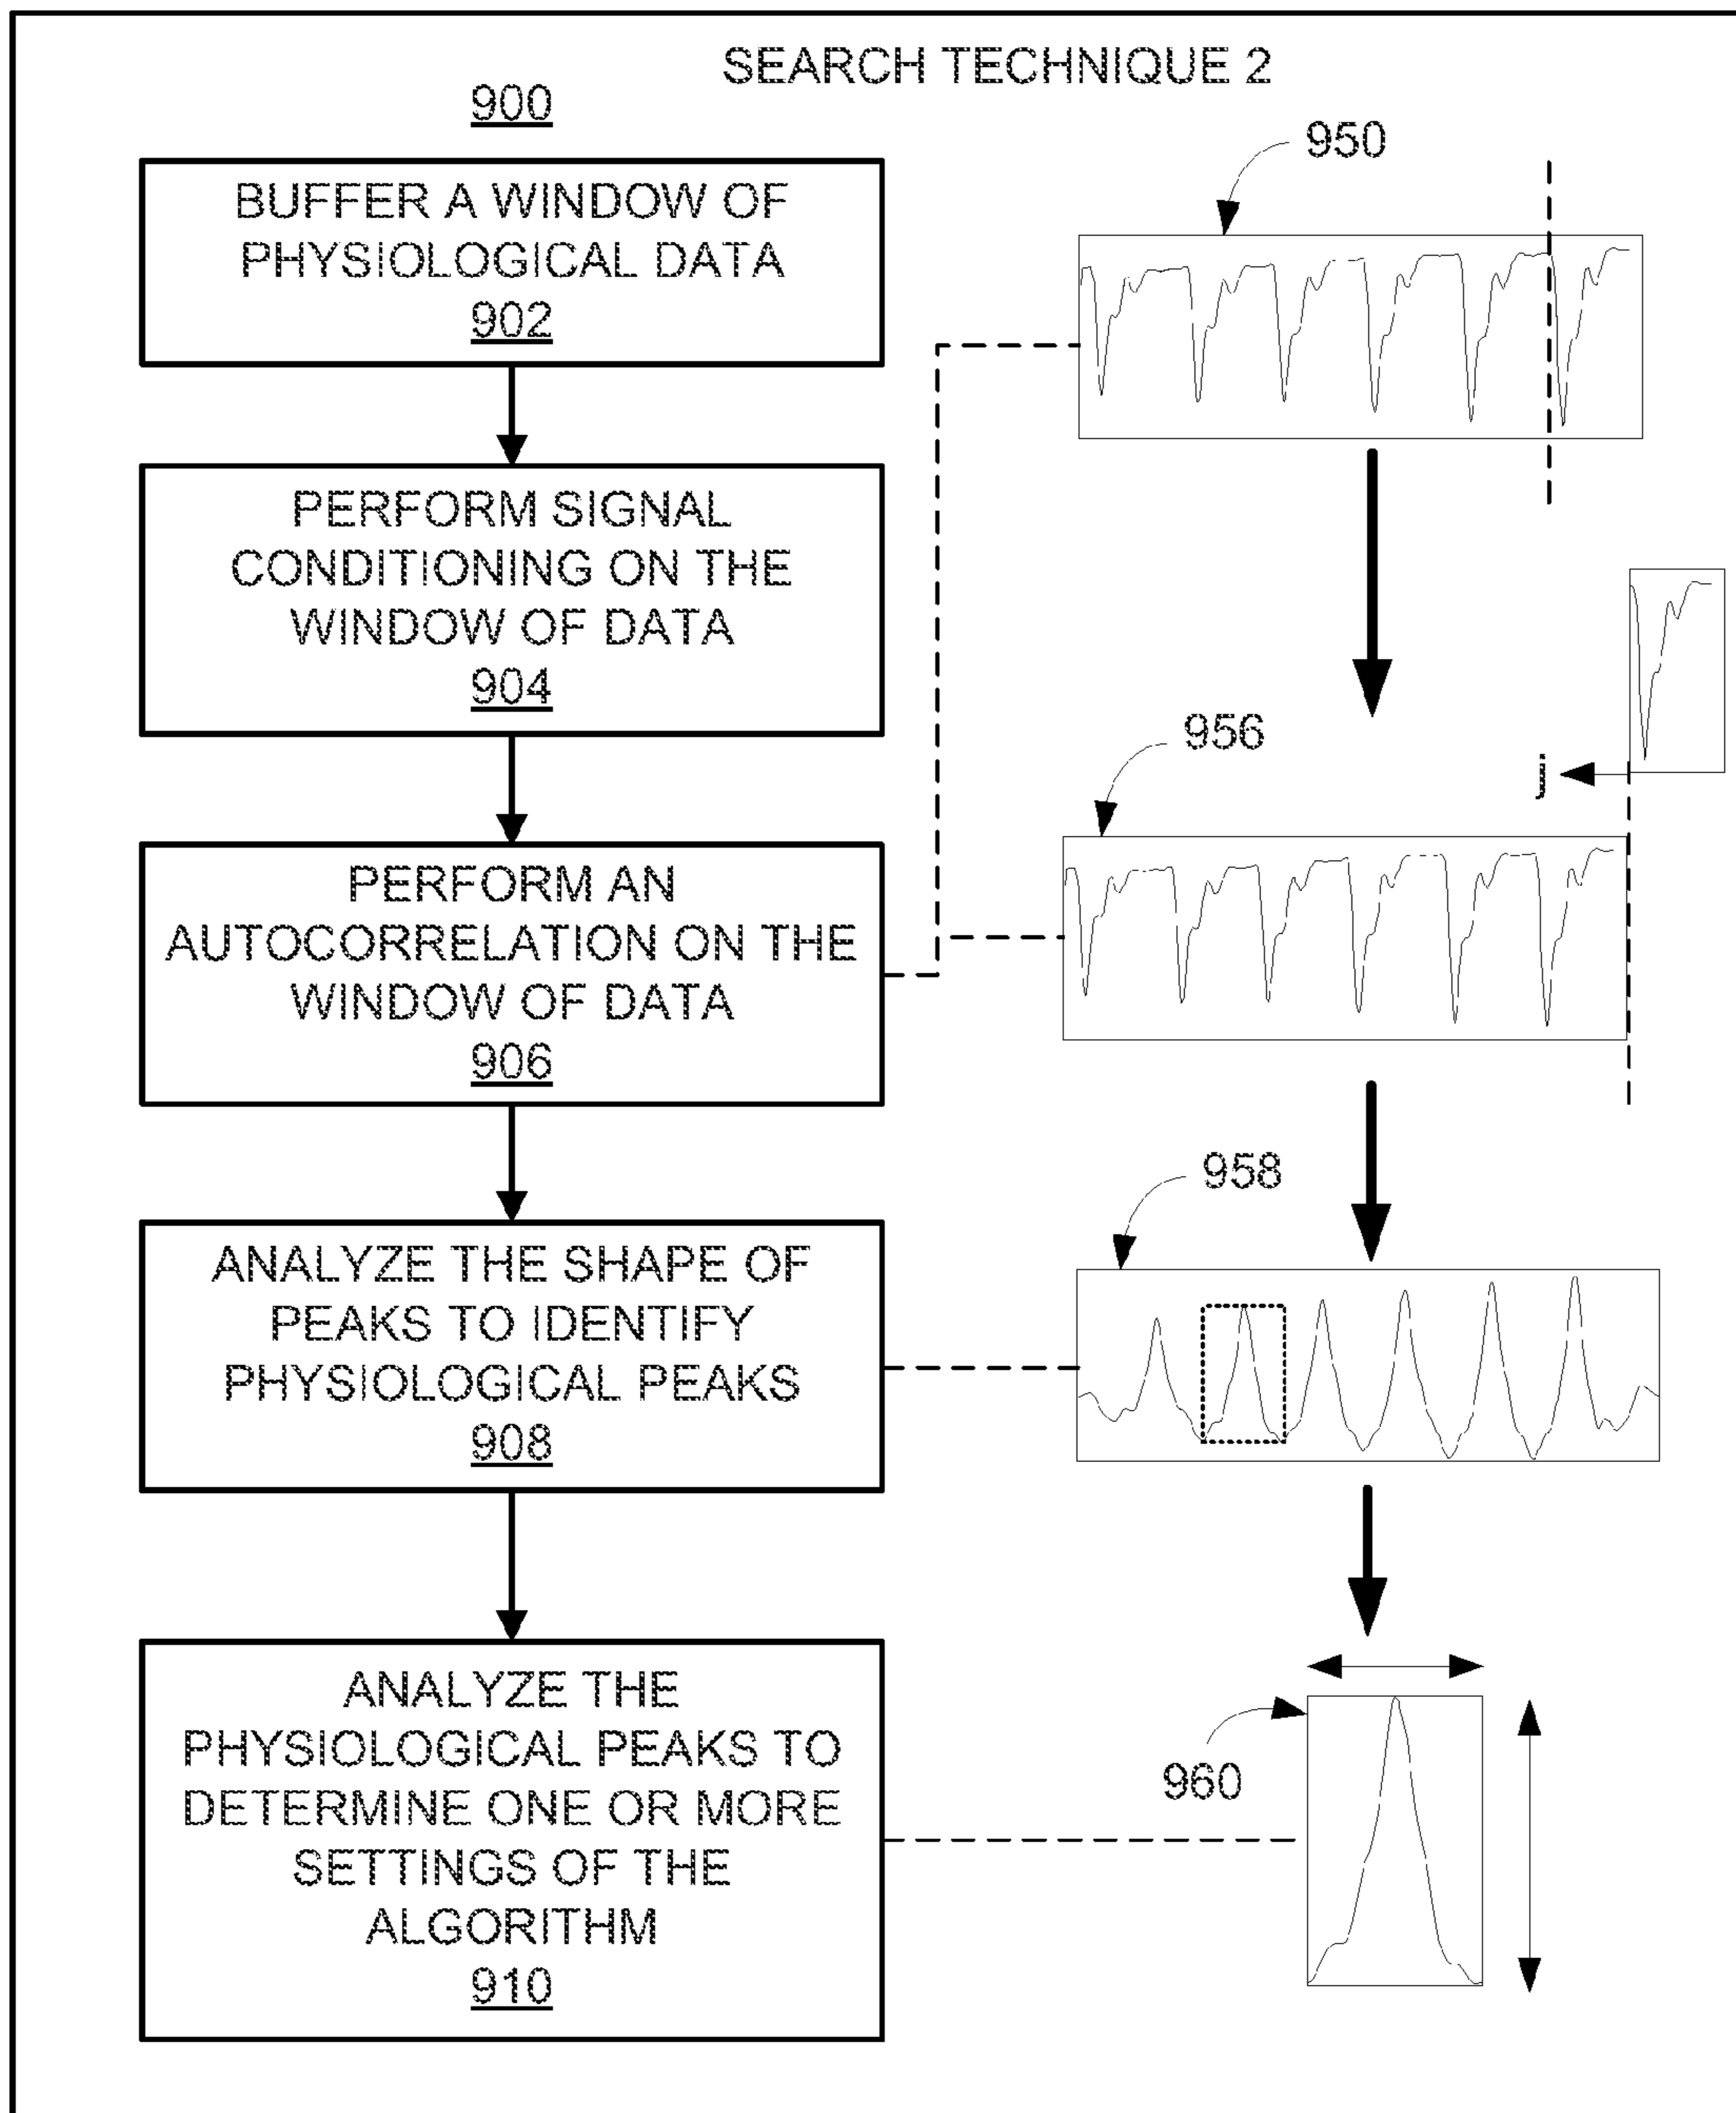 SEARCH TECHNIQUE 2
900
BUFFER A WINDOW OF
PHYSIOLOGICAL DATA
902
PERFORM SIGNAL
CONDITIONING ON THE
WINDOW OF DATA
904
PERFORM AN
AUTOCORRELATION ON THE
WINDOW OF DATA
906
ANALYZE THE SHAPE OF
PEAKS TO IDENTIFY
PHYSIOLOGICAL PEAKS
908
ANALYZE THE
PHYSIOLOGICAL PEAKS TO
DETERMINE ONE OR MORE
SETTINGS OF THE
ALGORITHM
910
950
j
956
958
960